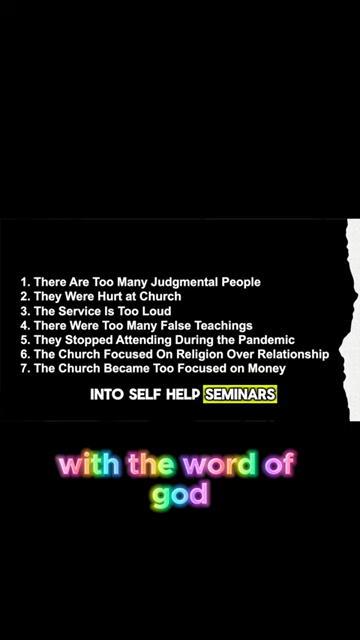 1. There Are Too Many Judgmental People
2. They Were Hurt at Church
3. The Service Is Too Loud
4. There Were Too Many False Teachings
5. They Stopped Attending During the Pandemic
6. The Church Focused On Religion Over Relationship
7. The Church Became Too Focused on Money
INTO SELF HELP SEMINARS
with the word of
god